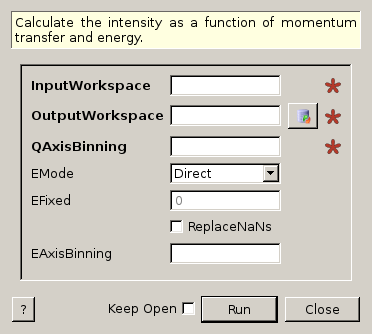 Calculate the intensity as a function of momentum
transfer and energy.
InputWorkspace
OutputWorkspace
QAxisBinning
EMode Direct
EFixed 0
ReplaceNaNs
EAxisBinning
? Keep Open Run Close